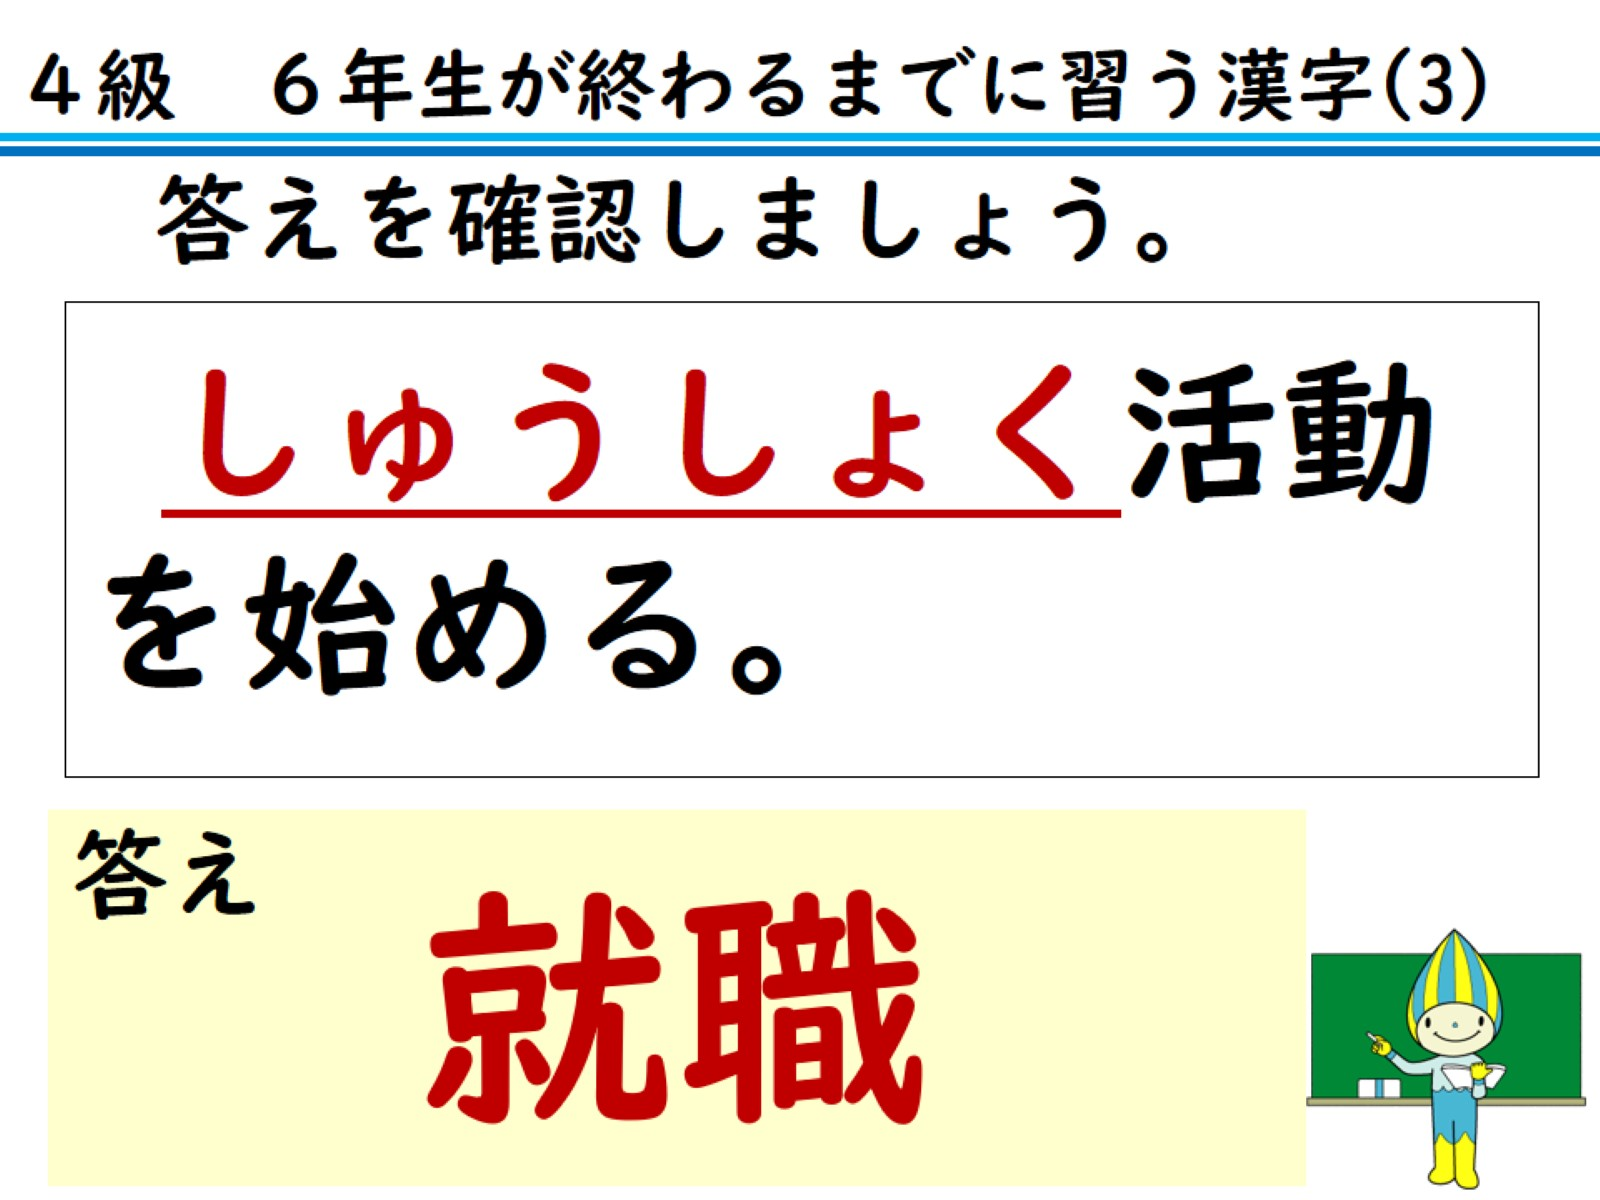 ４級　６年生が終わるまでに習う漢字(3)
答えを確認しましょう。
しゅうしょく活動
を始める。
答え
就職